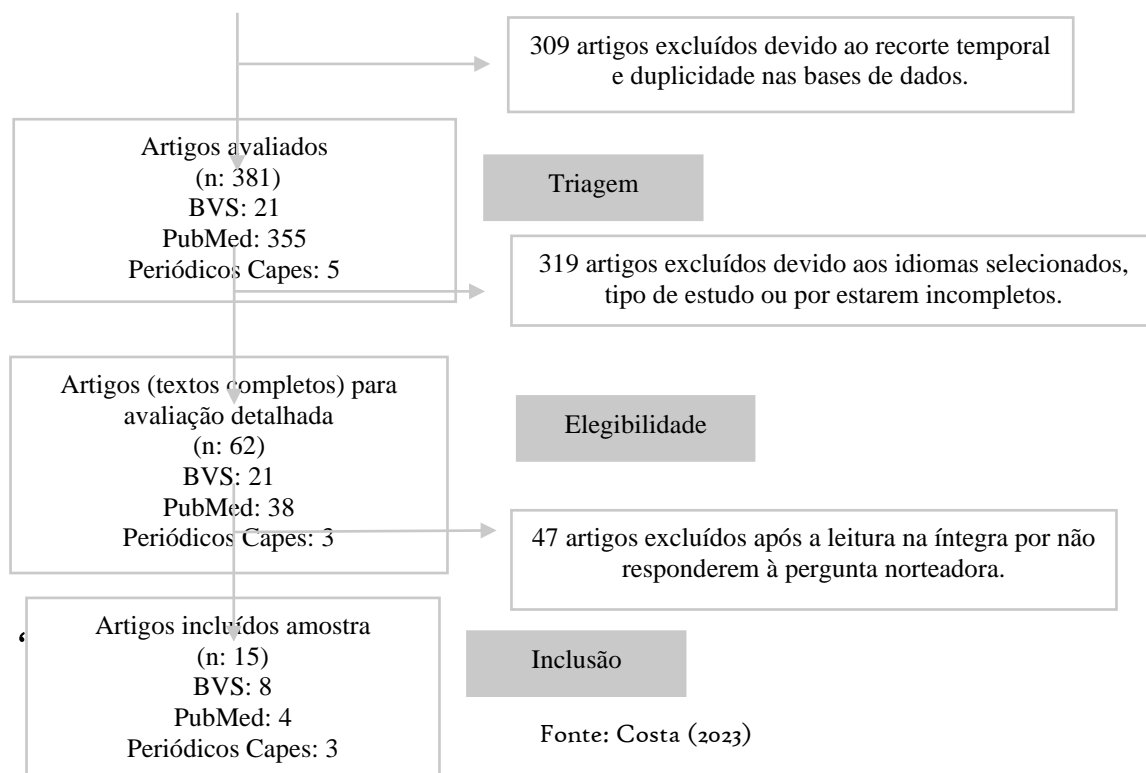 309 artigos excluídos devido ao recorte temporal
e duplicidade nas bases de dados.
Artigos avaliados
(n: 381)
BVS: 21
PubMed: 355
Periódicos Capes: 5
Triagem
319 artigos excluídos devido aos idiomas selecionados,
tipo de estudo ou por estarem incompletos.
Artigos (textos completos) para
avaliação detalhada
(n: 62)
BVS: 21
PubMed: 38
Periódicos Capes: 3
Elegibilidade
47 artigos excluídos após a leitura na íntegra por não
responderem à pergunta norteadora.
Artigos incluídos amostra
(n: 15)
BVS: 8
PubMed: 4
Periódicos Capes: 3
Inclusão
Fonte: Costa (2023)